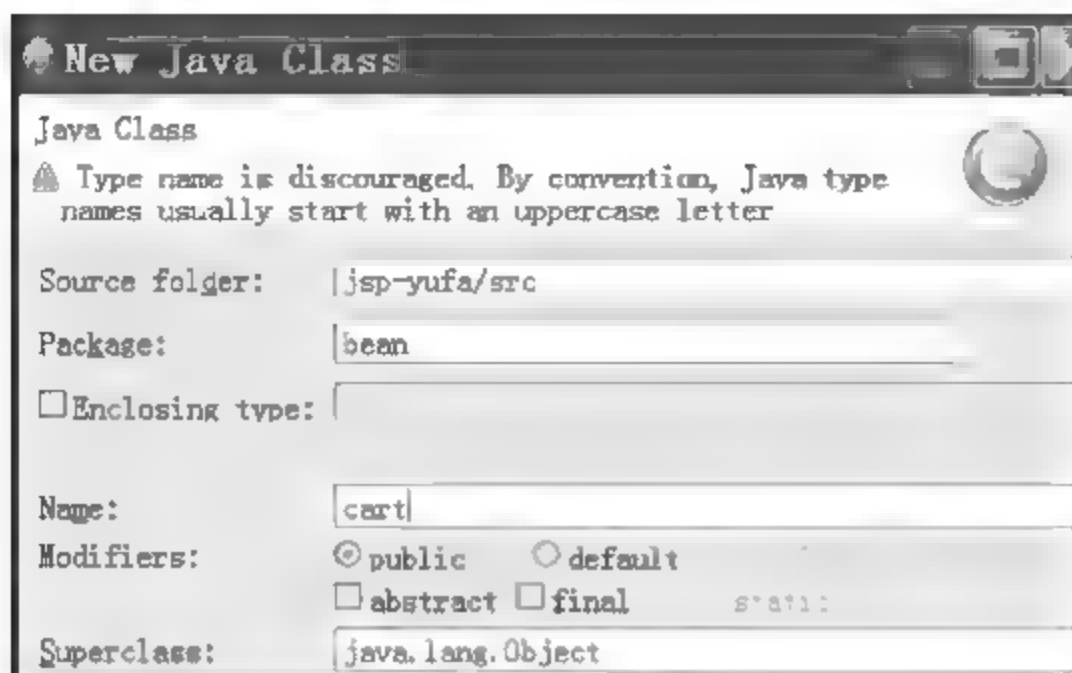 New Java Class
Java Class
Type name is discouraged. By convention, Java type
names usually start with an uppercase letter
Source folder: jsp-yufa/src
Package: bean
Enclosing type:
Name: cart
Modifiers: public default
abstract final static
Superclass: java.lang.Object